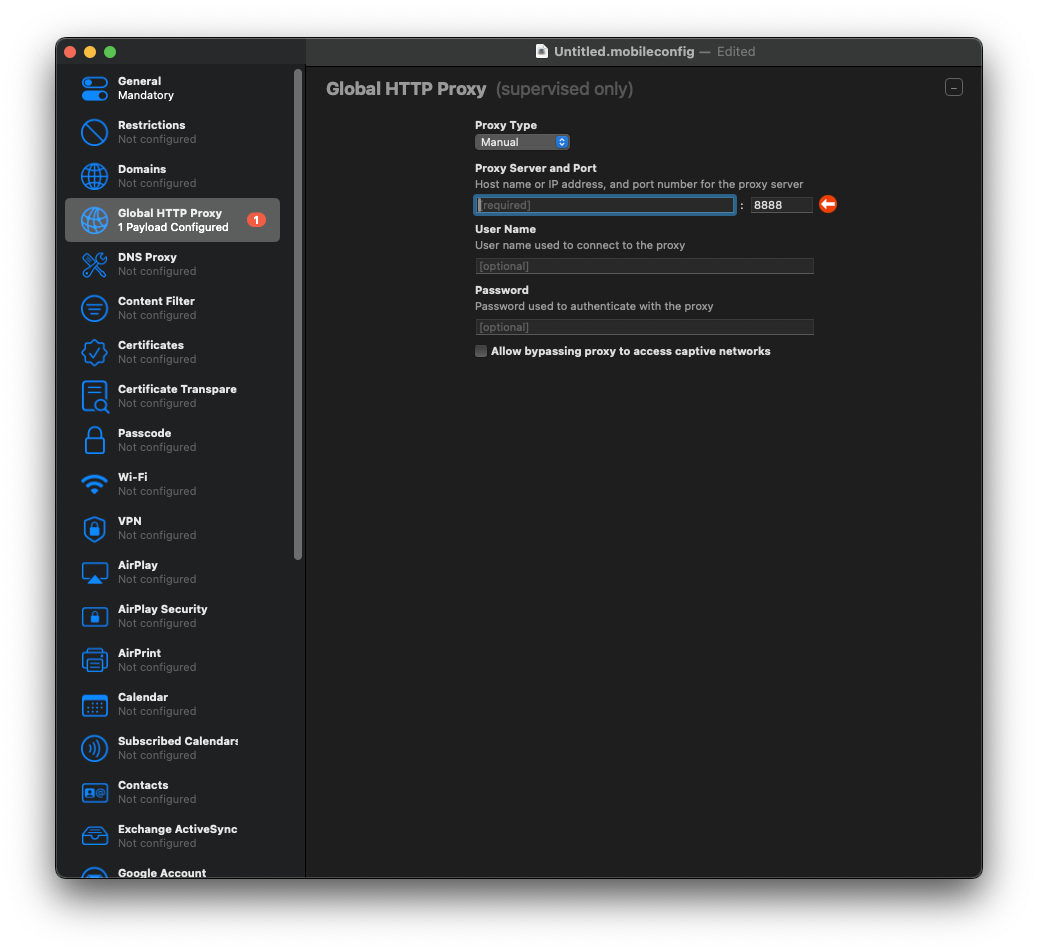 Untitled.mobileconfig — Edited
General
Mandatory
Restrictions
Not configured
Domains
Not configured
Global HTTP Proxy
1 Payload Configured
1
DNS Proxy
Not configured
Content Filter
Not configured
Certificates
Not configured
Certificate Transpare
Not configured
Passcode
Not configured
Wi-Fi
Not configured
VPN
Not configured
AirPlay
Not configured
AirPlay Security
Not configured
AirPrint
Not configured
Calendar
Not configured
Subscribed Calendars
Not configured
Contacts
Not configured
Exchange ActiveSync
Not configured
Google Account
Global HTTP Proxy (supervised only)
Proxy Type
Manual
Proxy Server and Port
Host name or IP address, and port number for the proxy server
[required] : 8888
User Name
User name used to connect to the proxy
[optional]
Password
Password used to authenticate with the proxy
[optional]
Allow bypassing proxy to access captive networks